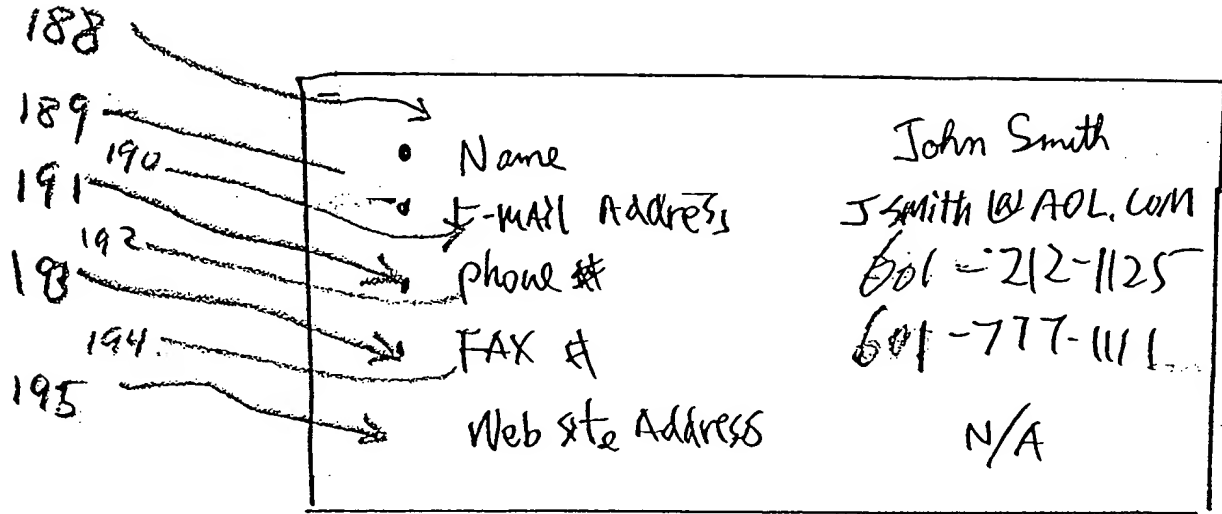 188
189
190
191
192
193
194
195
• Name John Smith
• E-MAIL Address JSmith@AOL.COM
• phone # 601-212-1125
• FAX # 601-777-1111
Web site Address N/A